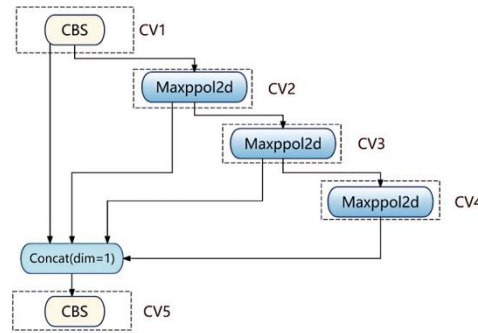 CBS CV1
Maxppol2d CV2
Maxppol2d CV3
Maxppol2d CV4
Concat(dim=1)
CBS CV5